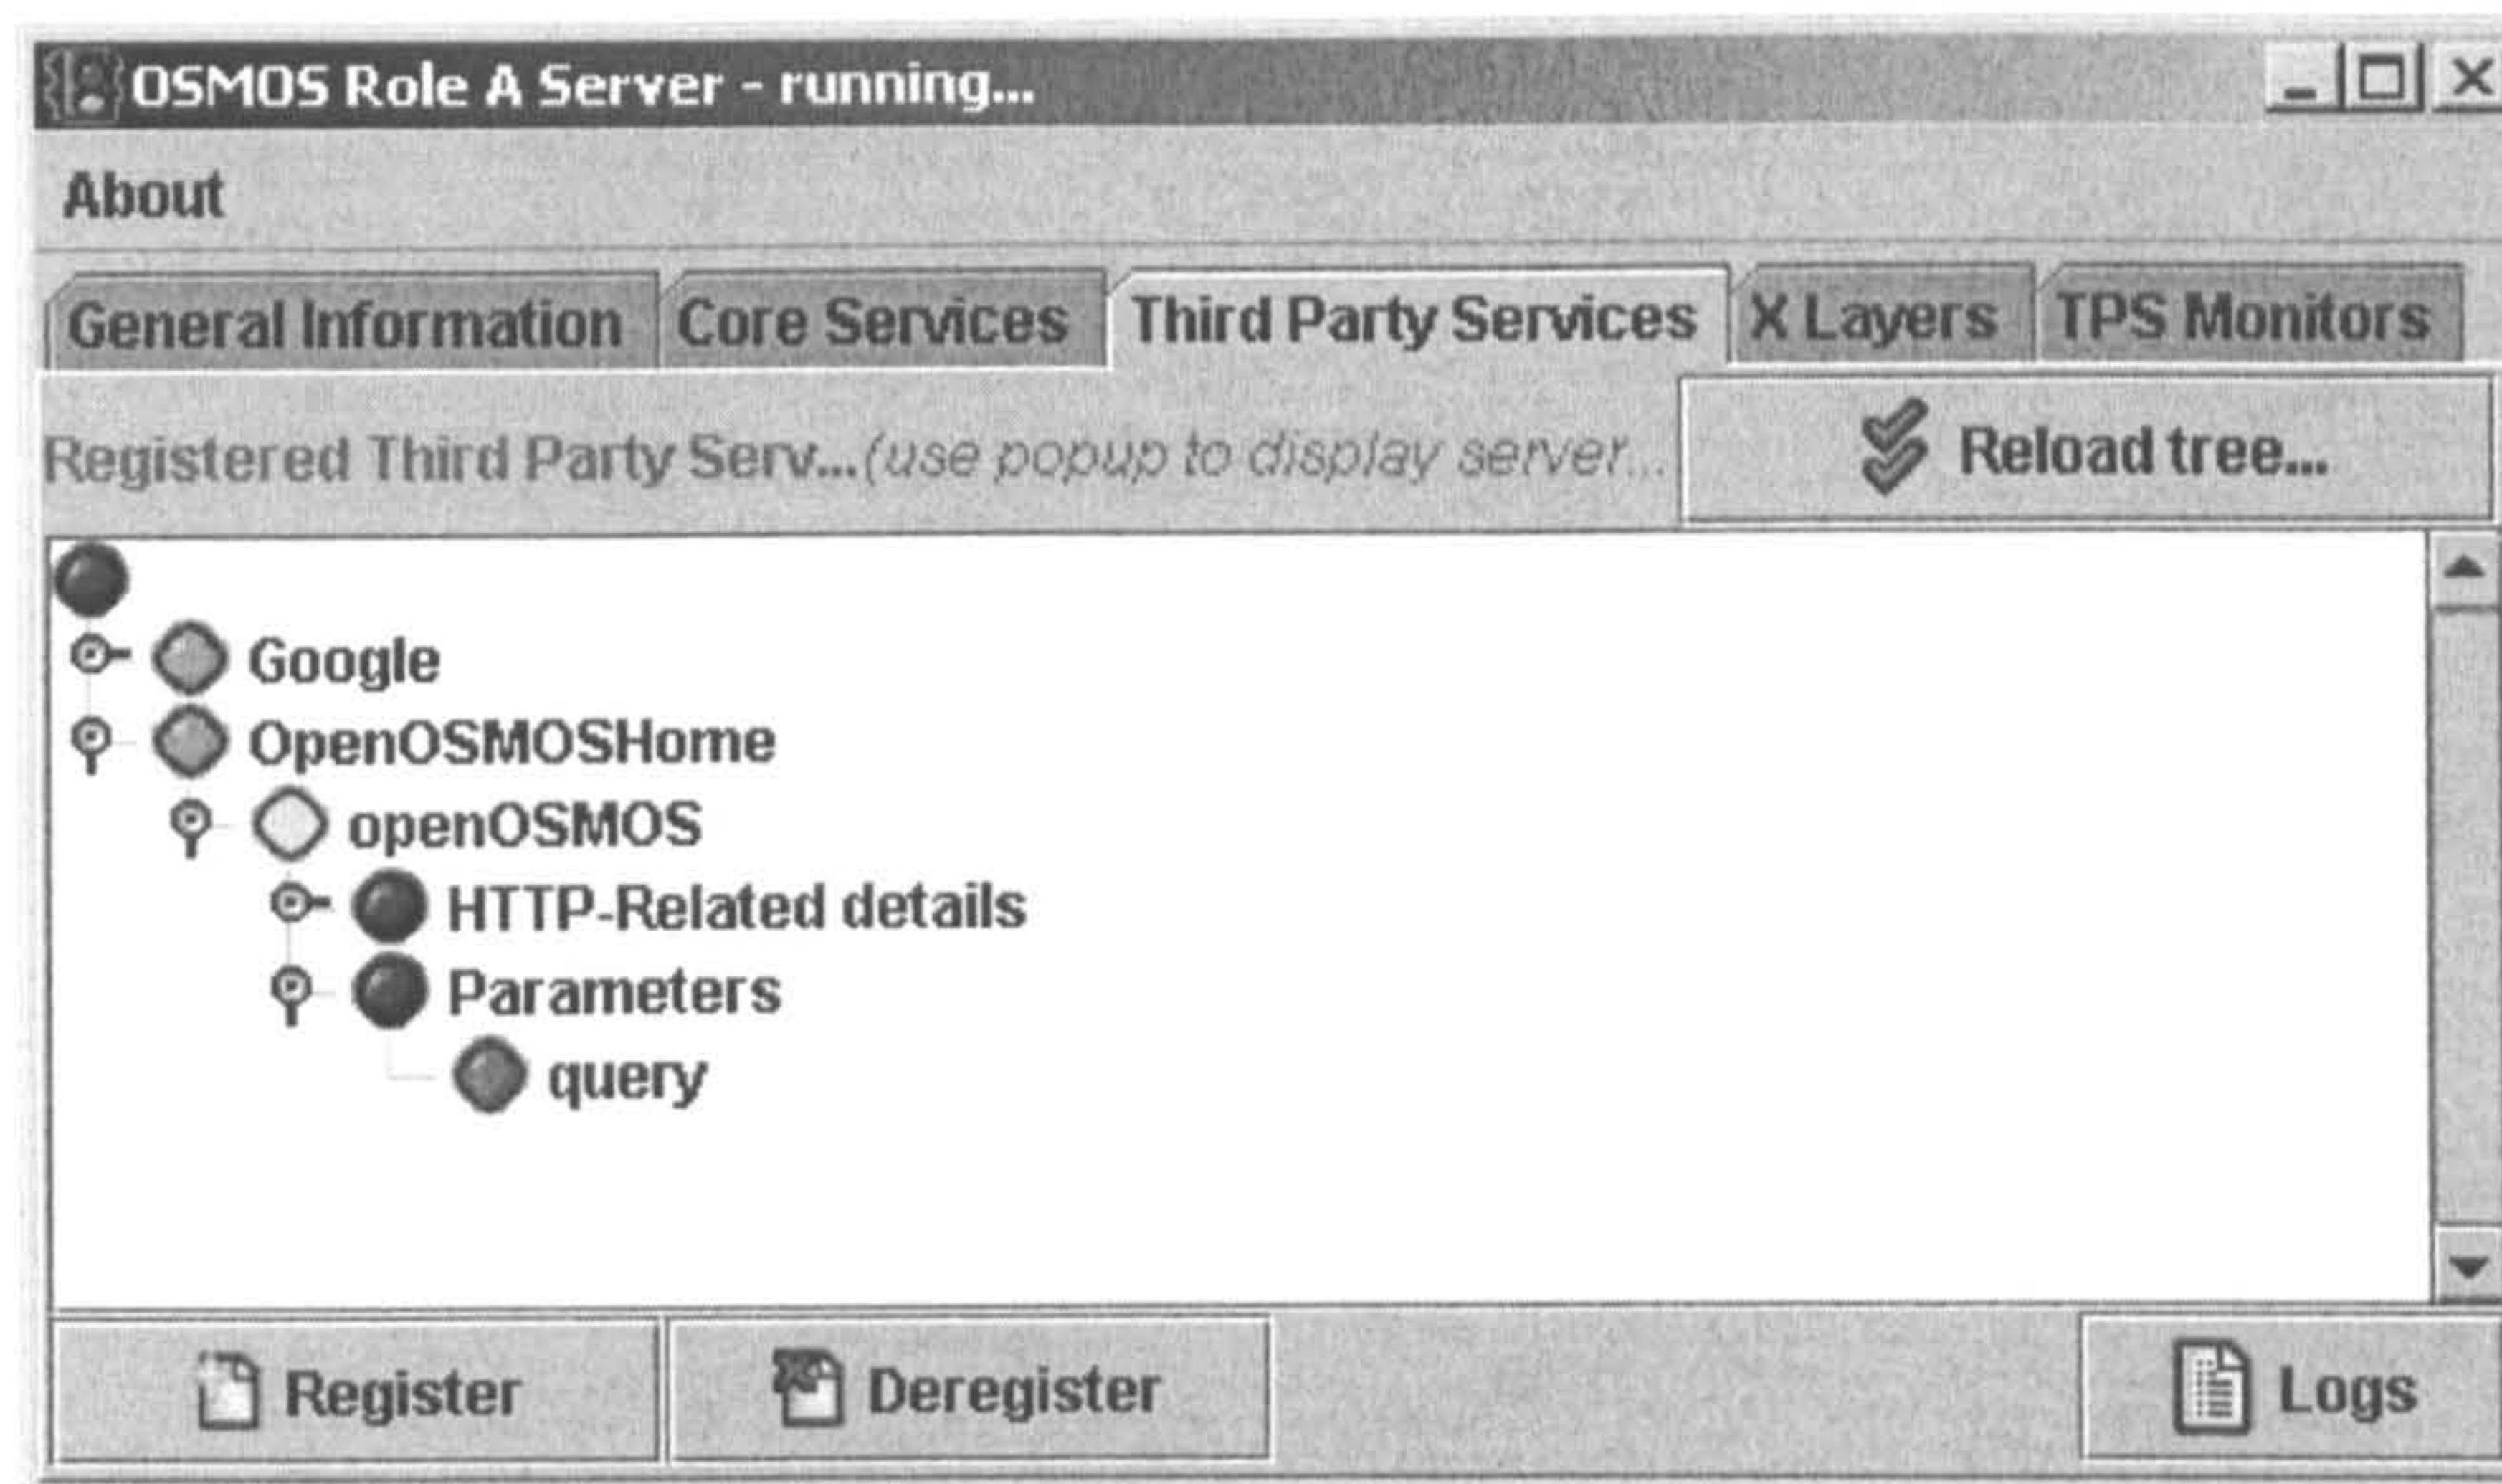 OSMOS Role A Server - running...
About
General Information Core Services Third Party Services X Layers TPS Monitors
Registered Third Party Serv...(use popup to display server... Reload tree...
Google
OpenOSMOSHome
openOSMOS
HTTP-Related details
Parameters
query
Register Deregister Logs